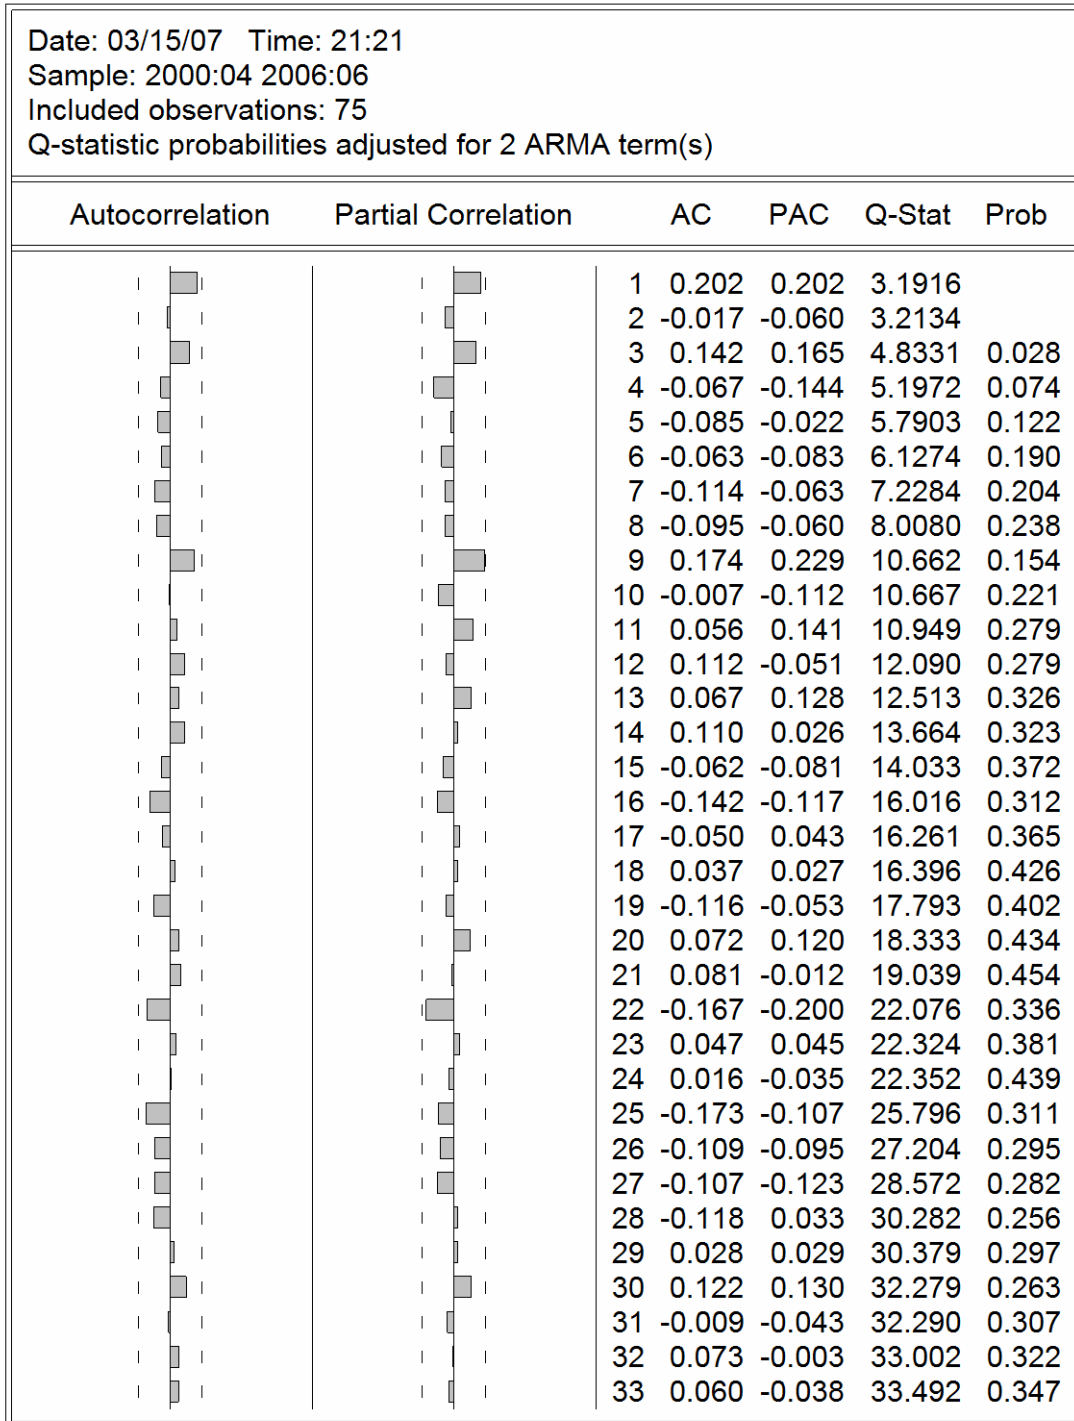 Date: 03/15/07 Time: 21:21
Sample: 2000:04 2006:06
Included observations: 75
Q-statistic probabilities adjusted for 2 ARMA term(s)
Autocorrelation Partial Correlation AC PAC Q-Stat Prob
1 0.202 0.202 3.1916
2 -0.017 -0.060 3.2134
3 0.142 0.165 4.8331 0.028
4 -0.067 -0.144 5.1972 0.074
5 -0.085 -0.022 5.7903 0.122
6 -0.063 -0.083 6.1274 0.190
7 -0.114 -0.063 7.2284 0.204
8 -0.095 -0.060 8.0080 0.238
9 0.174 0.229 10.662 0.154
10 -0.007 -0.112 10.667 0.221
11 0.056 0.141 10.949 0.279
12 0.112 -0.051 12.090 0.279
13 0.067 0.128 12.513 0.326
14 0.110 0.026 13.664 0.323
15 -0.062 -0.081 14.033 0.372
16 -0.142 -0.117 16.016 0.312
17 -0.050 0.043 16.261 0.365
18 0.037 0.027 16.396 0.426
19 -0.116 -0.053 17.793 0.402
20 0.072 0.120 18.333 0.434
21 0.081 -0.012 19.039 0.454
22 -0.167 -0.200 22.076 0.336
23 0.047 0.045 22.324 0.381
24 0.016 -0.035 22.352 0.439
25 -0.173 -0.107 25.796 0.311
26 -0.109 -0.095 27.204 0.295
27 -0.107 -0.123 28.572 0.282
28 -0.118 0.033 30.282 0.256
29 0.028 0.029 30.379 0.297
30 0.122 0.130 32.279 0.263
31 -0.009 -0.043 32.290 0.307
32 0.073 -0.003 33.002 0.322
33 0.060 -0.038 33.492 0.347